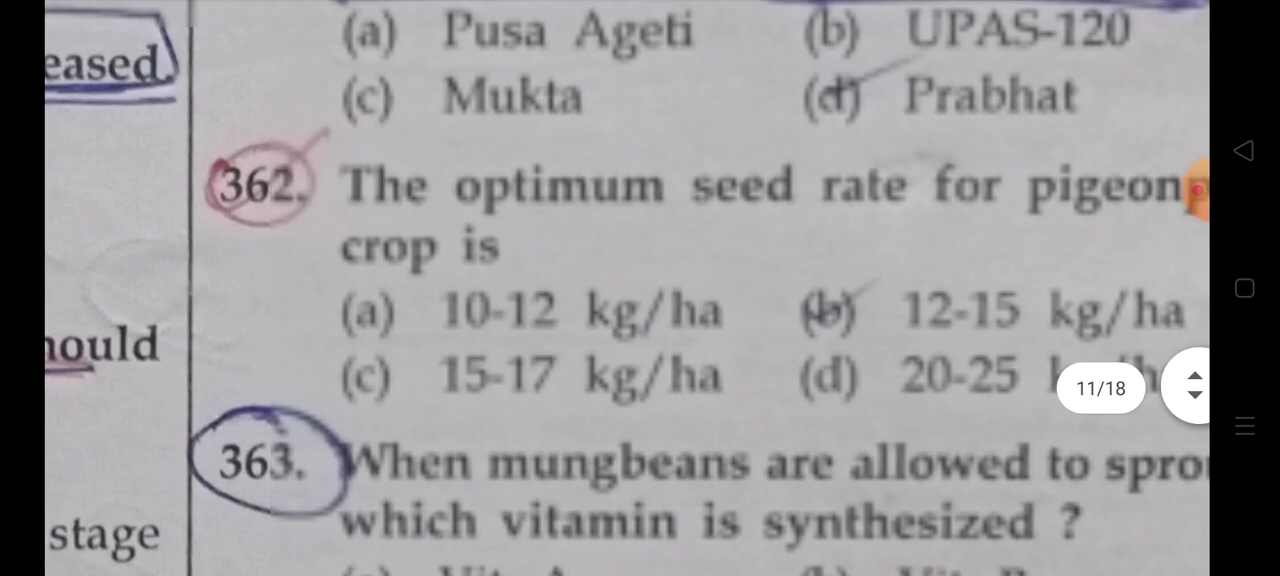 eased
(a) Pusa Ageti (b) UPAS-120
(c) Mukta (d) Prabhat
362. The optimum seed rate for pigeonp
crop is
(a) 10-12 kg/ha (b) 12-15 kg/ha
hould
(c) 15-17 kg/ha (d) 20-25
11/18
363. When mungbeans are allowed to spro
which vitamin is synthesized ?
stage